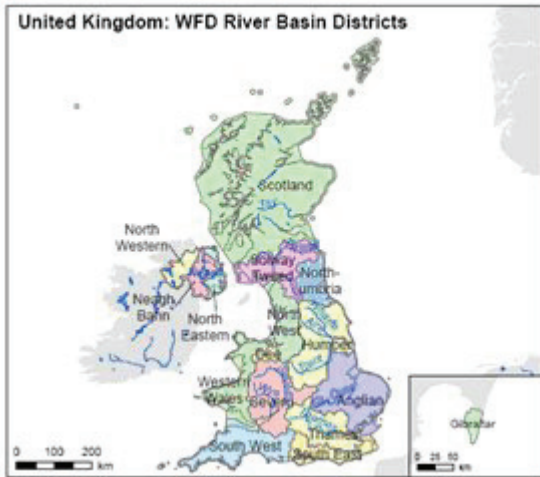 United Kingdom: WFD River Basin Districts
Scotland
North
Western
Solway
Tweed
North-
umbria
Neagh
Bann
North
Eastern
North
West
Humber
Dee
Western
Wales
Severn
Anglian
Thames
South West
South East
Gibraltar
0 50 100 200
km
0 25 50
km